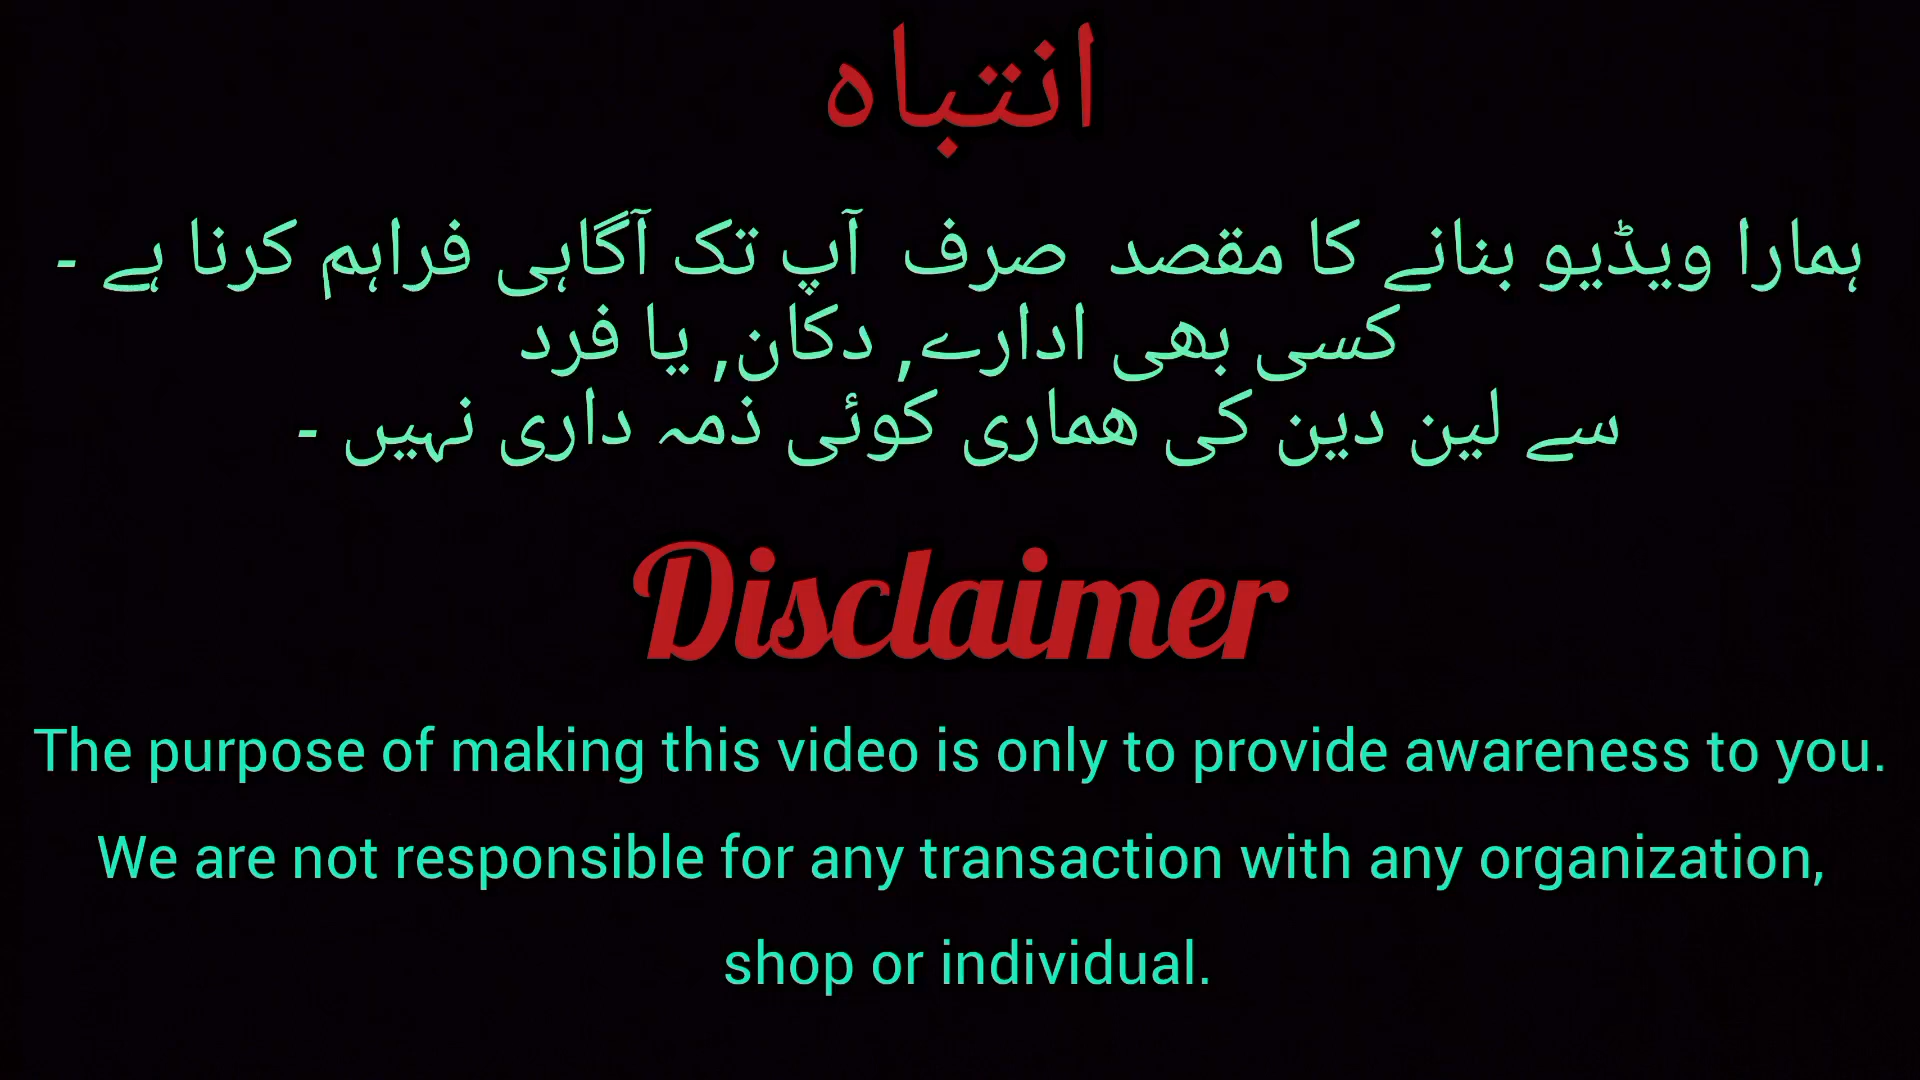 انتباہ
ہمارا ویڈیو بنانے کا مقصد صرف آپ تک آگاہی فراہم کرنا ہے ۔
کسی بھی ادارے, دکان, یا فرد
سے لین دین کی ھماری کوئی ذمہ داری نہیں ۔
Disclaimer
The purpose of making this video is only to provide awareness to you.
We are not responsible for any transaction with any organization,
shop or individual.